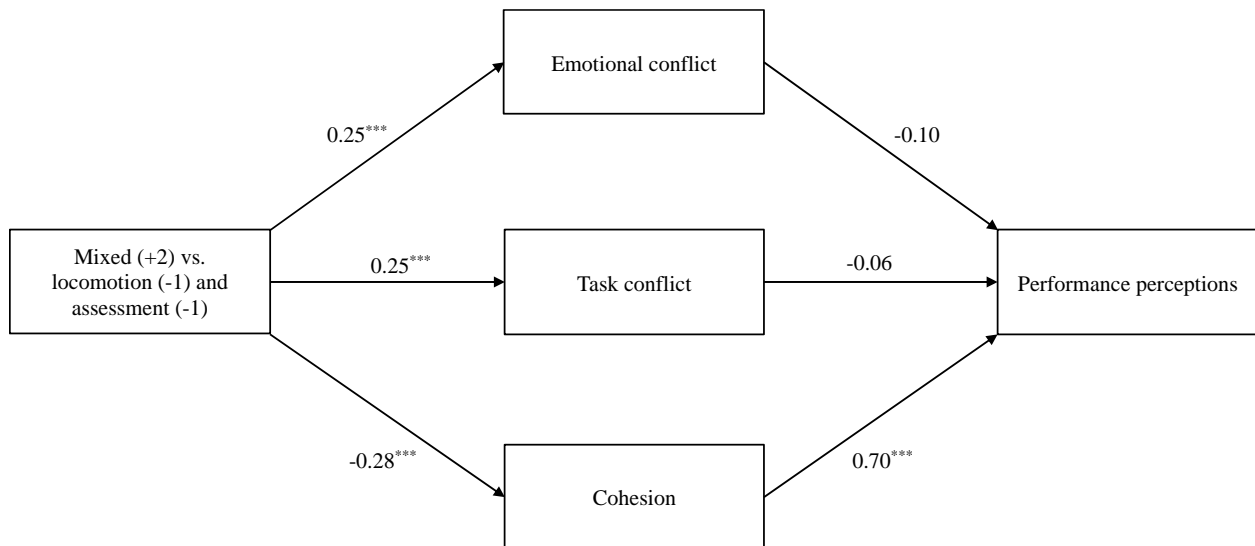 Emotional conflict
0.25***
-0.10
Mixed (+2) vs.
locomotion (-1) and
assessment (-1)
0.25***
Task conflict
-0.06
Performance perceptions
-0.28***
Cohesion
0.70***